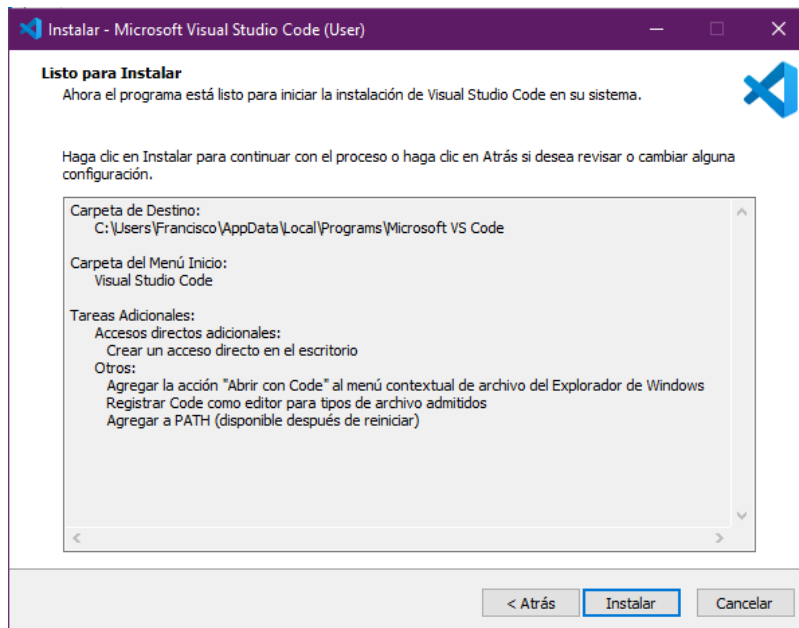 Instalar - Microsoft Visual Studio Code (User)
Listo para Instalar
Ahora el programa está listo para iniciar la instalación de Visual Studio Code en su sistema.
Haga clic en Instalar para continuar con el proceso o haga clic en Atrás si desea revisar o cambiar alguna
configuración.
Carpeta de Destino:
C:\Users\Francisco\AppData\Local\Programs\Microsoft VS Code
Carpeta del Menú Inicio:
Visual Studio Code
Tareas Adicionales:
Accesos directos adicionales:
Crear un acceso directo en el escritorio
Otros:
Agregar la acción "Abrir con Code" al menú contextual de archivo del Explorador de Windows
Registrar Code como editor para tipos de archivo admitidos
Agregar a PATH (disponible después de reiniciar)
< Atrás
Instalar
Cancelar